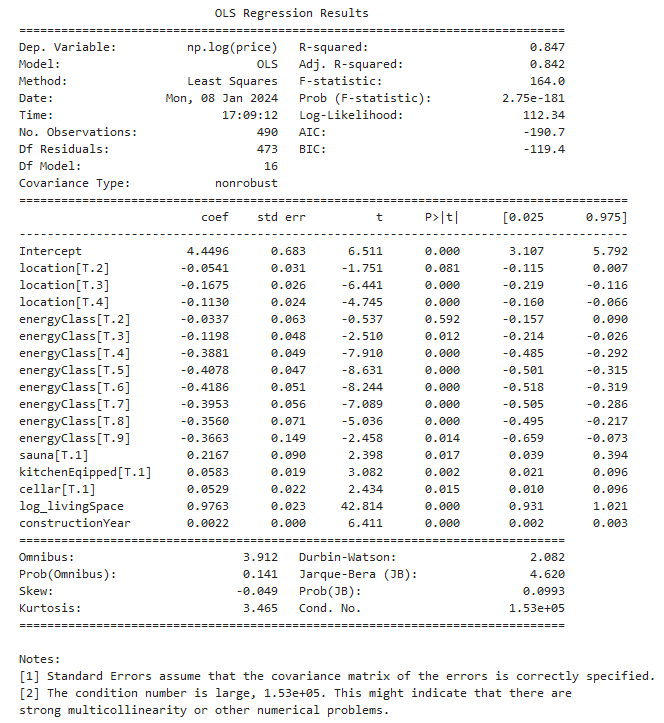 OLS Regression Results
==============================================================================
Dep. Variable: np.log(price) R-squared: 0.847
Model: OLS Adj. R-squared: 0.842
Method: Least Squares F-statistic: 164.0
Date: Mon, 08 Jan 2024 Prob (F-statistic): 2.75e-181
Time: 17:09:12 Log-Likelihood: 112.34
No. Observations: 490 AIC: -190.7
Df Residuals: 473 BIC: -119.4
Df Model: 16
Covariance Type: nonrobust
=======================================================================================
coef std err t P>|t| [0.025 0.975]
---------------------------------------------------------------------------------------
Intercept 4.4496 0.683 6.511 0.000 3.107 5.792
location[T.2] -0.0541 0.031 -1.751 0.081 -0.115 0.007
location[T.3] -0.1675 0.026 -6.441 0.000 -0.219 -0.116
location[T.4] -0.1130 0.024 -4.745 0.000 -0.160 -0.066
energyClass[T.2] -0.0337 0.063 -0.537 0.592 -0.157 0.090
energyClass[T.3] -0.1198 0.048 -2.510 0.012 -0.214 -0.026
energyClass[T.4] -0.3881 0.049 -7.910 0.000 -0.485 -0.292
energyClass[T.5] -0.4078 0.047 -8.631 0.000 -0.501 -0.315
energyClass[T.6] -0.4186 0.051 -8.244 0.000 -0.518 -0.319
energyClass[T.7] -0.3953 0.056 -7.089 0.000 -0.505 -0.286
energyClass[T.8] -0.3560 0.071 -5.036 0.000 -0.495 -0.217
energyClass[T.9] -0.3663 0.149 -2.458 0.014 -0.659 -0.073
sauna[T.1] 0.2167 0.090 2.398 0.017 0.039 0.394
kitchenEqipped[T.1] 0.0583 0.019 3.082 0.002 0.021 0.096
cellar[T.1] 0.0529 0.022 2.434 0.015 0.010 0.096
log_livingSpace 0.9763 0.023 42.814 0.000 0.931 1.021
constructionYear 0.0022 0.000 6.411 0.000 0.002 0.003
==============================================================================
Omnibus: 3.912 Durbin-Watson: 2.082
Prob(Omnibus): 0.141 Jarque-Bera (JB): 4.620
Skew: -0.049 Prob(JB): 0.0993
Kurtosis: 3.465 Cond. No. 1.53e+05
==============================================================================
Notes:
[1] Standard Errors assume that the covariance matrix of the errors is correctly specified.
[2] The condition number is large, 1.53e+05. This might indicate that there are
strong multicollinearity or other numerical problems.